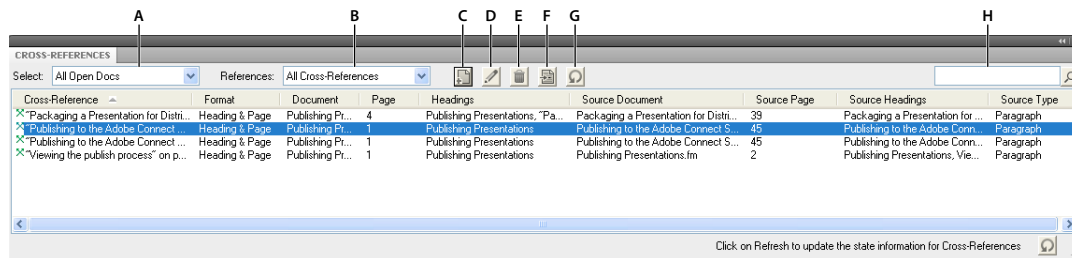 A B C D E F G H
CROSS-REFERENCES
Select: All Open Docs References: All Cross-References
Cross-Reference Format Document Page Headings Source Document Source Page Source Headings Source Type
"Packaging a Presentation for Distri... Heading & Page Publishing Pr... 4 Publishing Presentations, "Pa... Packaging a Presentation for Distri... 39 Packaging a Presentation for ... Paragraph
"Publishing to the Adobe Connect ... Heading & Page Publishing Pr... 1 Publishing Presentations Publishing to the Adobe Connect S... 45 Publishing to the Adobe Conn... Paragraph
"Publishing to the Adobe Connect ... Heading & Page Publishing Pr... 1 Publishing Presentations Publishing to the Adobe Connect S... 45 Publishing to the Adobe Conn... Paragraph
"Viewing the publish process" on p... Heading & Page Publishing Pr... 1 Publishing Presentations Publishing Presentations.fm 2 Publishing Presentations, Vie... Paragraph
Click on Refresh to update the state information for Cross-References